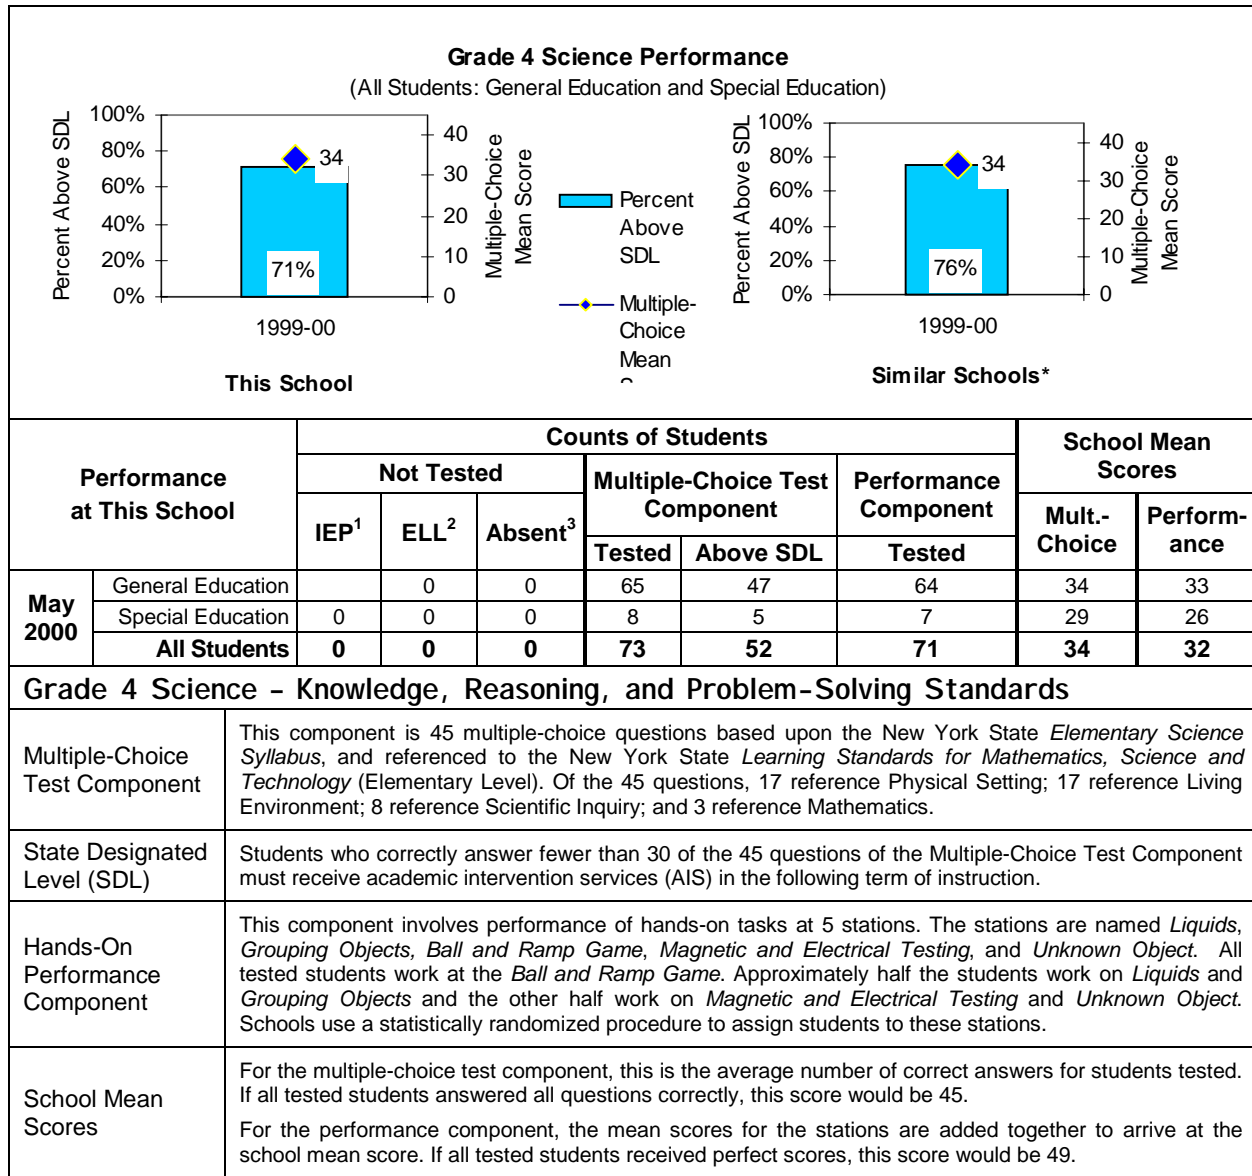 Grade 4 Science Performance
(All Students: General Education and Special Education)
Percent Above SDL
100%
80%
60%
40%
20%
0%
34
71%
40
30
20
10
0
Multiple-Choice
Mean Score
1999-00
This School
Percent
Above
SDL
Multiple-
Choice
Mean
Percent Above SDL
100%
80%
60%
40%
20%
0%
34
76%
40
30
20
10
0
Multiple-Choice
Mean Score
1999-00
Similar Schools*
Performance
at This School
Counts of Students
School Mean
Scores
Not Tested
Multiple-Choice Test
Component
Performance
Component
IEP1 ELL2 Absent3
Tested Above SDL Tested
Mult.-
Choice
Perform-
ance
May
2000
General Education 0 0 65 47 64 34 33
Special Education 0 0 0 8 5 7 29 26
All Students 0 0 0 73 52 71 34 32
Grade 4 Science – Knowledge, Reasoning, and Problem-Solving Standards
Multiple-Choice
Test Component
This component is 45 multiple-choice questions based upon the New York State Elementary Science
Syllabus, and referenced to the New York State Learning Standards for Mathematics, Science and
Technology (Elementary Level). Of the 45 questions, 17 reference Physical Setting; 17 reference Living
Environment; 8 reference Scientific Inquiry; and 3 reference Mathematics.
State Designated
Level (SDL)
Students who correctly answer fewer than 30 of the 45 questions of the Multiple-Choice Test Component
must receive academic intervention services (AIS) in the following term of instruction.
Hands-On
Performance
Component
This component involves performance of hands-on tasks at 5 stations. The stations are named Liquids,
Grouping Objects, Ball and Ramp Game, Magnetic and Electrical Testing, and Unknown Object. All
tested students work at the Ball and Ramp Game. Approximately half the students work on Liquids and
Grouping Objects and the other half work on Magnetic and Electrical Testing and Unknown Object.
Schools use a statistically randomized procedure to assign students to these stations.
School Mean
Scores
For the multiple-choice test component, this is the average number of correct answers for students tested.
If all tested students answered all questions correctly, this score would be 45.
For the performance component, the mean scores for the stations are added together to arrive at the
school mean score. If all tested students received perfect scores, this score would be 49.